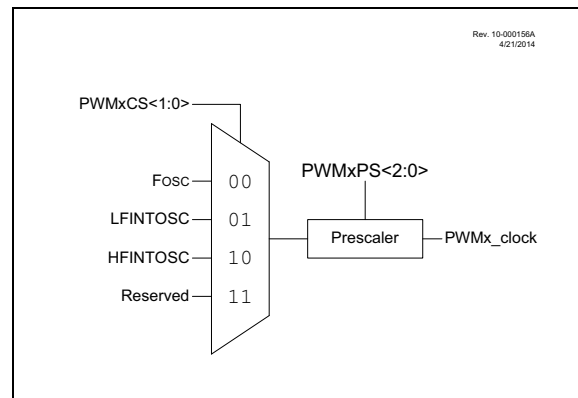 Rev. 10-000156A
4/21/2014
PWMxCS<1:0>
Fosc
00
PWMxPS<2:0>
LFINTOSC
01
Prescaler
PWMx_clock
HFINTOSC
10
Reserved
11